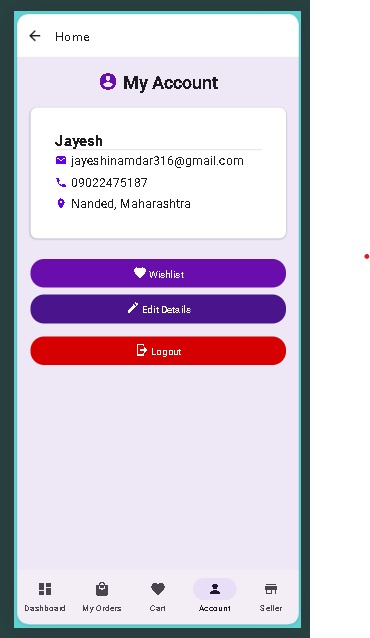 Home
My Account
Jayesh
jayeshinamdar316@gmail.com
09022475187
Nanded, Maharashtra
Wishlist
Edit Details
Logout
Dashboard My Orders Cart Account Seller